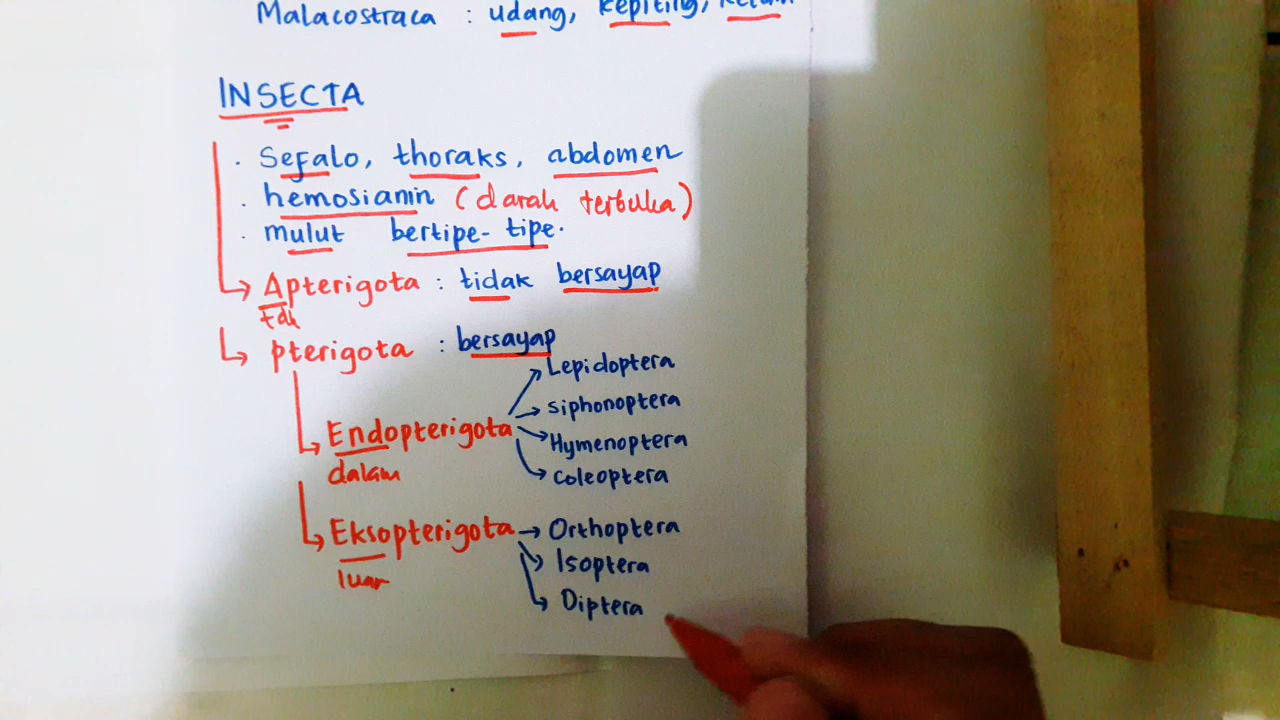 Malacostraca : udang, kepiting,
INSECTA
. Sefalo, thoraks, abdomen
. hemosianin (darah terbuka)
. mulut bertipe-tipe.
Apterigota : tidak bersayap
tdk
pterigota : bersayap
Lepidoptera
siphonoptera
Endopterigota
Hymenoptera
dalam
coleoptera
Eksopterigota → Orthoptera
Isoptera
luar
Diptera